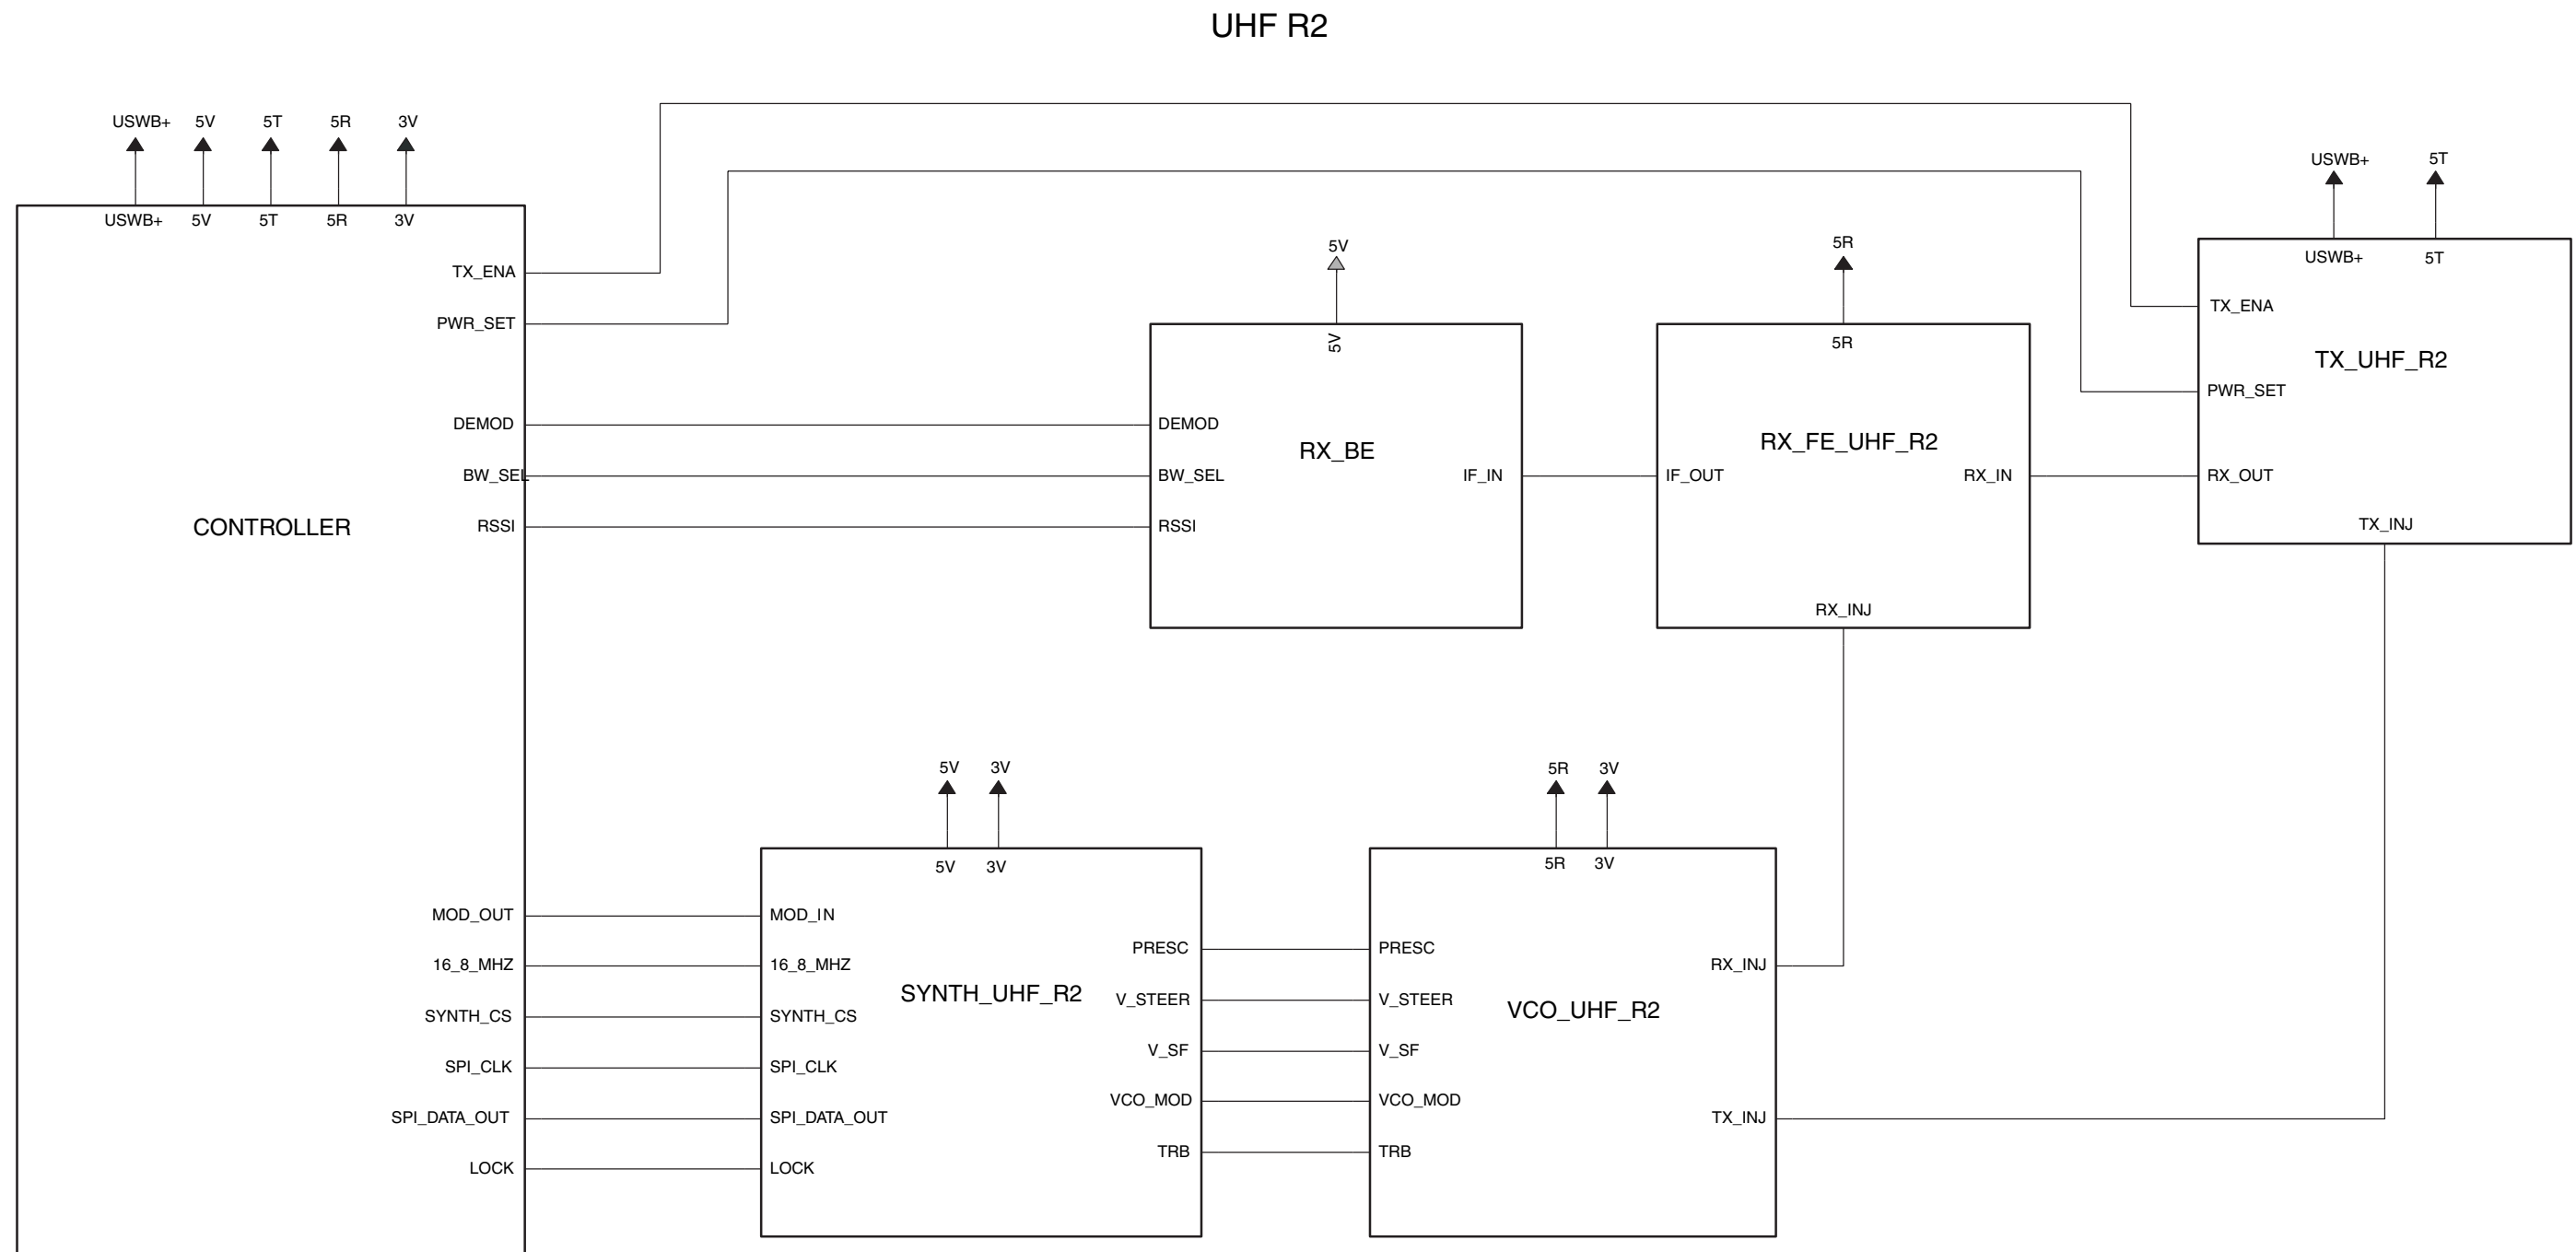 UHF R2
USWB+ 5V 5T 5R 3V
USWB+ 5V 5T 5R 3V
TX_ENA
PWR_SET
DEMOD
BW_SEL
RSSI
CONTROLLER
MOD_OUT
16_8_MHZ
SYNTH_CS
SPI_CLK
SPI_DATA_OUT
LOCK
5V
5V
DEMOD
BW_SEL
RSSI
RX_BE
IF_IN
5R
5R
RX_FE_UHF_R2
IF_OUT
RX_IN
RX_INJ
USWB+ 5T
USWB+ 5T
TX_ENA
TX_UHF_R2
PWR_SET
RX_OUT
TX_INJ
5V 3V
5V 3V
MOD_IN
16_8_MHZ
SYNTH_CS
SPI_CLK
SPI_DATA_OUT
LOCK
SYNTH_UHF_R2
PRESC
V_STEER
V_SF
VCO_MOD
TRB
5R 3V
5R 3V
PRESC
V_STEER
V_SF
VCO_MOD
TRB
VCO_UHF_R2
RX_INJ
TX_INJ